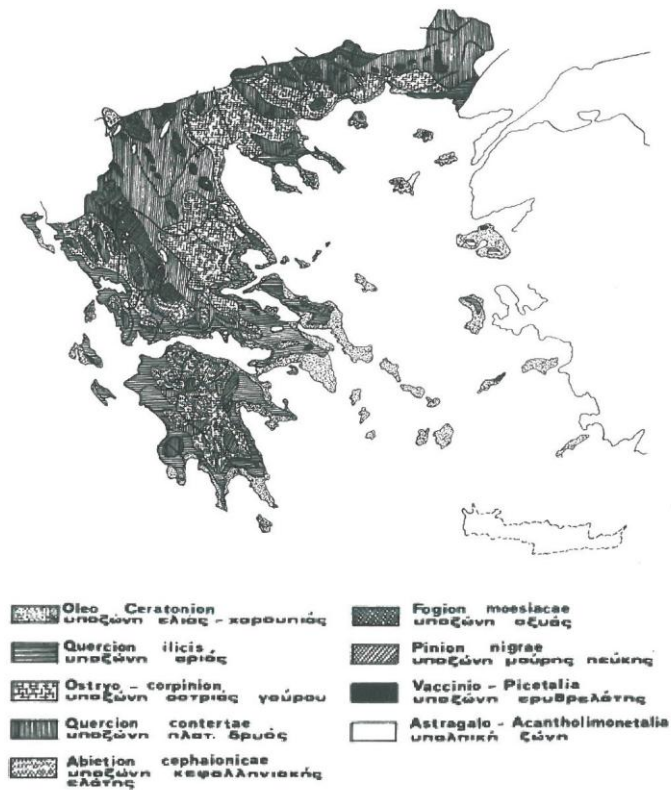 Oleo Ceratonion
υποζώνη ελιάς - χαρουπιάς
Quercion ilicis
υποζώνη αριάς
Ostryo - carpinion
υποζώνη οστριάς γαύρου
Quercion confertae
υποζώνη πλατ. δρυός
Abietion cephalonicae
υποζώνη κεφαλληνιακής
ελάτης
Fagion moesiacae
υποζώνη οξυάς
Pinion nigrae
υποζώνη μαύρης πεύκης
Vaccinio - Picetalia
υποζώνη ερυθρελάτης
Astragalo - Acantholimonetalia
υπαλπική ζώνη